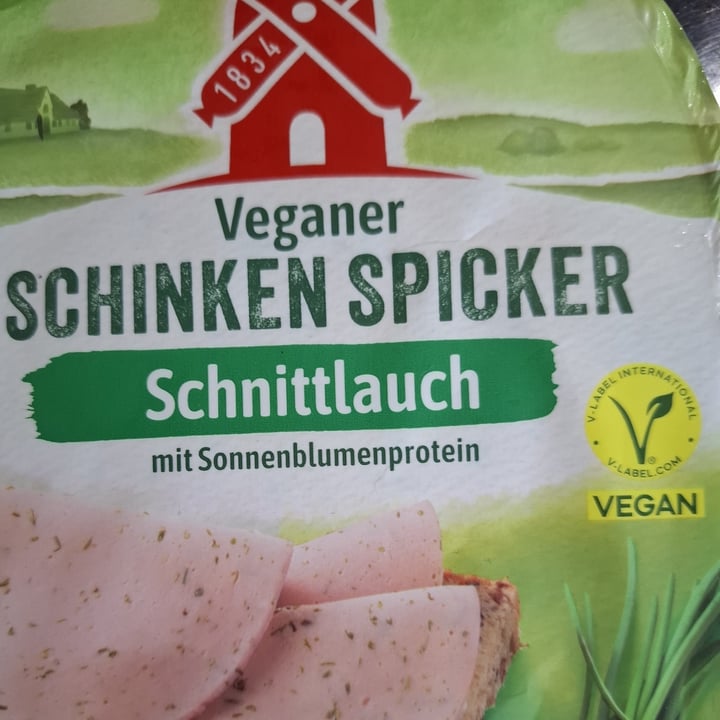 1834
Veganer
SCHINKEN SPICKER
Schnittlauch
mit Sonnenblumenprotein
V-LABEL INTERNATIONAL
V-LABEL.COM
®
VEGAN